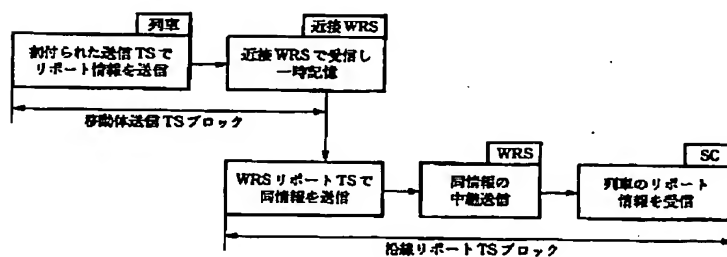 列車
割付られた送信TSで
リポート情報を送信
近接WRS
近接WRSで受信し
一時記憶
移動体送信TSブロック
WRSリポートTSで
同情報を送信
WRS
同情報の
中継送信
SC
列車のリポート
情報を受信
沿線リポートTSブロック